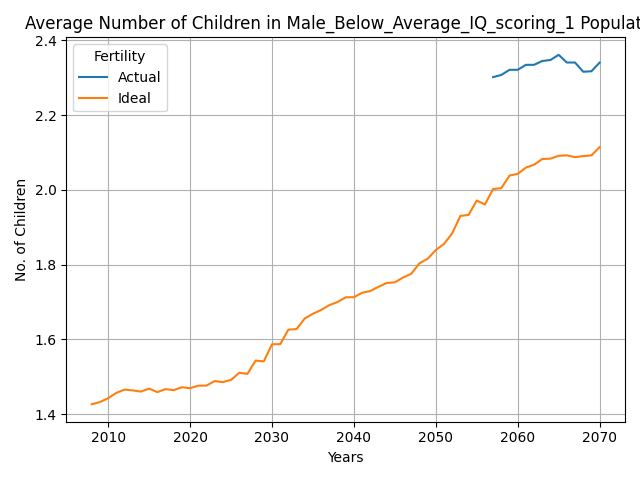 Average Number of Children in Male_Below_Average_IQ_scoring_1 Populat
Fertility
Actual
Ideal
No. of Children
2.4
2.2
2.0
1.8
1.6
1.4
2010 2020 2030 2040 2050 2060 2070
Years